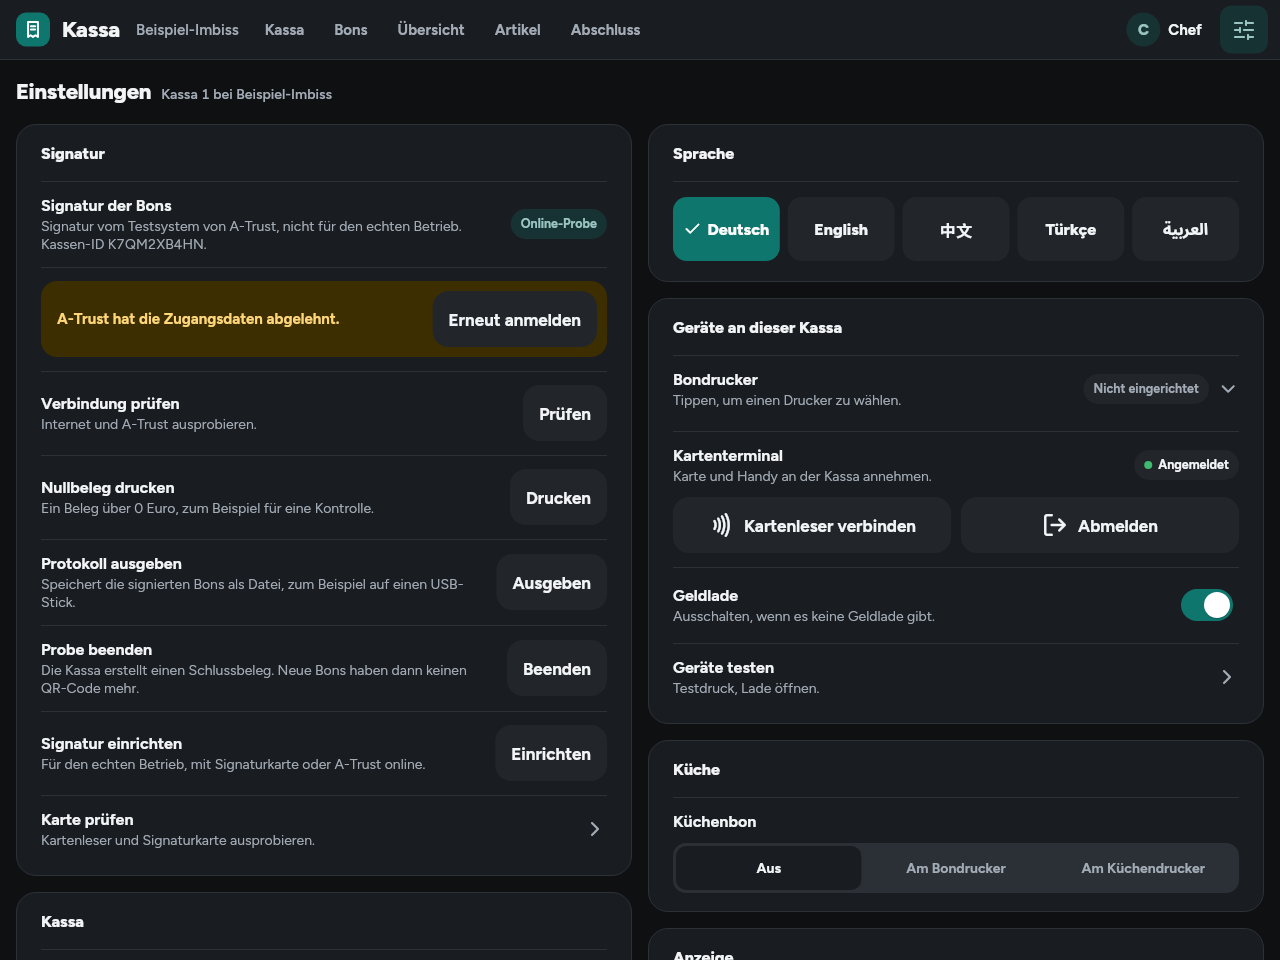 Kassa Beispiel-Imbiss Kassa Bons Übersicht Artikel Abschluss C Chef
Einstellungen Kassa 1 bei Beispiel-Imbiss
Signatur
Signatur der Bons
Signatur vom Testsystem von A-Trust, nicht für den echten Betrieb.
Kassen-ID K7QM2XB4HN.
Online-Probe
A-Trust hat die Zugangsdaten abgelehnt.
Erneut anmelden
Verbindung prüfen
Internet und A-Trust ausprobieren.
Prüfen
Nullbeleg drucken
Ein Beleg über 0 Euro, zum Beispiel für eine Kontrolle.
Drucken
Protokoll ausgeben
Speichert die signierten Bons als Datei, zum Beispiel auf einen USB-
Stick.
Ausgeben
Probe beenden
Die Kassa erstellt einen Schlussbeleg. Neue Bons haben dann keinen
QR-Code mehr.
Beenden
Signatur einrichten
Für den echten Betrieb, mit Signaturkarte oder A-Trust online.
Einrichten
Karte prüfen
Kartenleser und Signaturkarte ausprobieren.
Kassa
Sprache
Deutsch English 中文 Türkçe العربية
Geräte an dieser Kassa
Bondrucker
Tippen, um einen Drucker zu wählen.
Nicht eingerichtet
Kartenterminal
Karte und Handy an der Kassa annehmen.
Angemeldet
Kartenleser verbinden Abmelden
Geldlade
Ausschalten, wenn es keine Geldlade gibt.
Geräte testen
Testdruck, Lade öffnen.
Küche
Küchenbon
Aus Am Bondrucker Am Küchendrucker
Anzeige